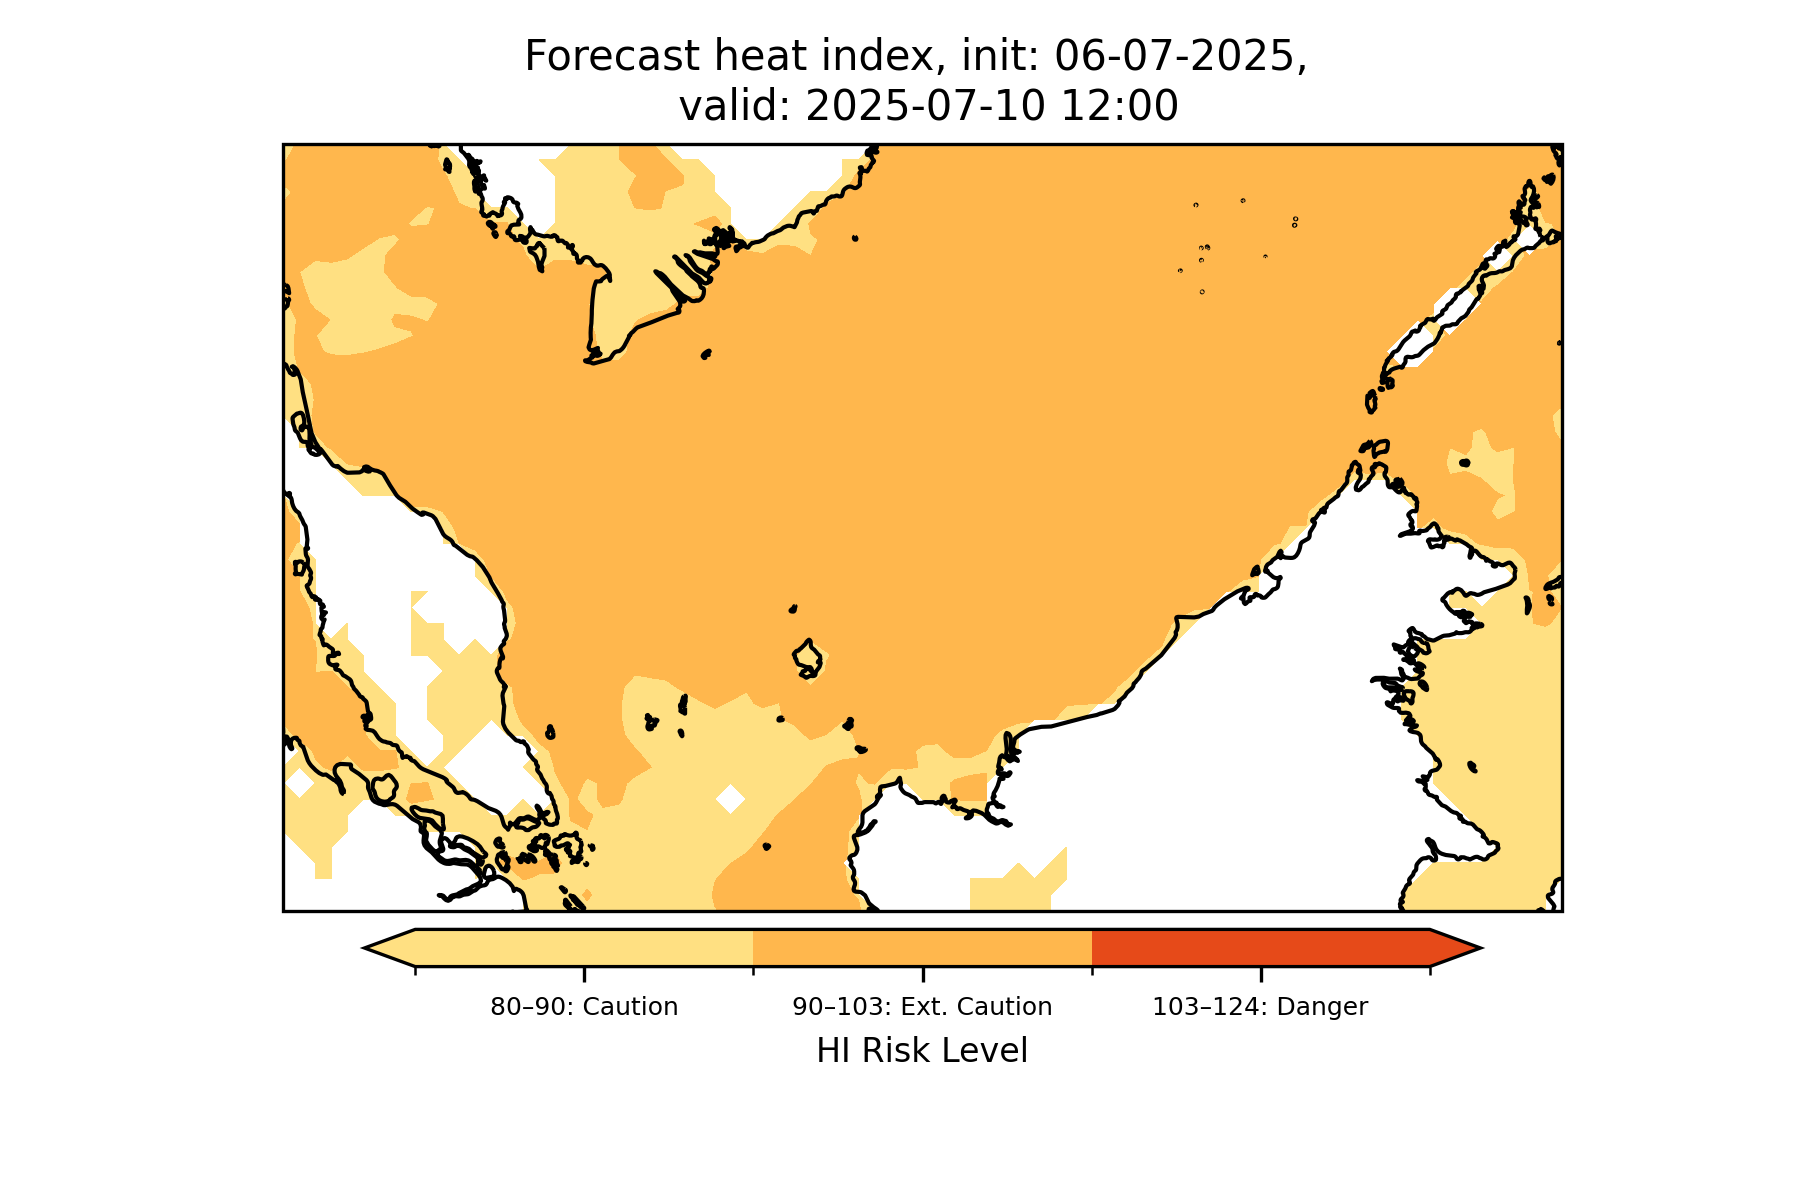 Forecast heat index, init: 06-07-2025,
valid: 2025-07-10 12:00
80–90: Caution
90–103: Ext. Caution
103–124: Danger
HI Risk Level